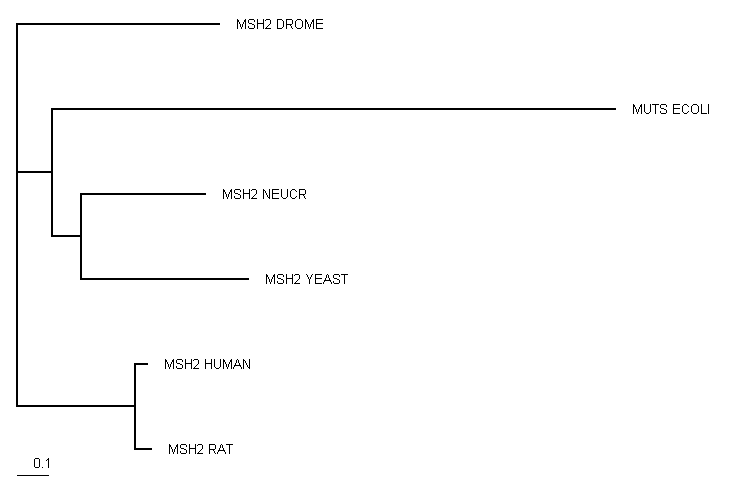 MSH2 DROME
MUTS ECOLI
MSH2 NEUCR
MSH2 YEAST
MSH2 HUMAN
MSH2 RAT
0.1